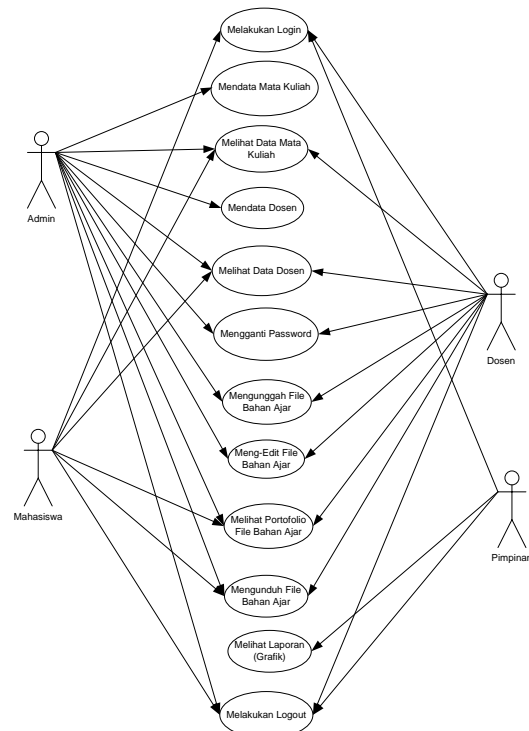 Melakukan Login
Mendata Mata Kuliah
Melihat Data Mata
Kuliah
Admin
Mendata Dosen
Melihat Data Dosen
Mengganti Password
Dosen
Mengunggah File
Bahan Ajar
Meng-Edit File
Bahan Ajar
Mahasiswa
Melihat Portofolio
File Bahan Ajar
Pimpinan
Mengunduh File
Bahan Ajar
Melihat Laporan
(Grafik)
Melakukan Logout